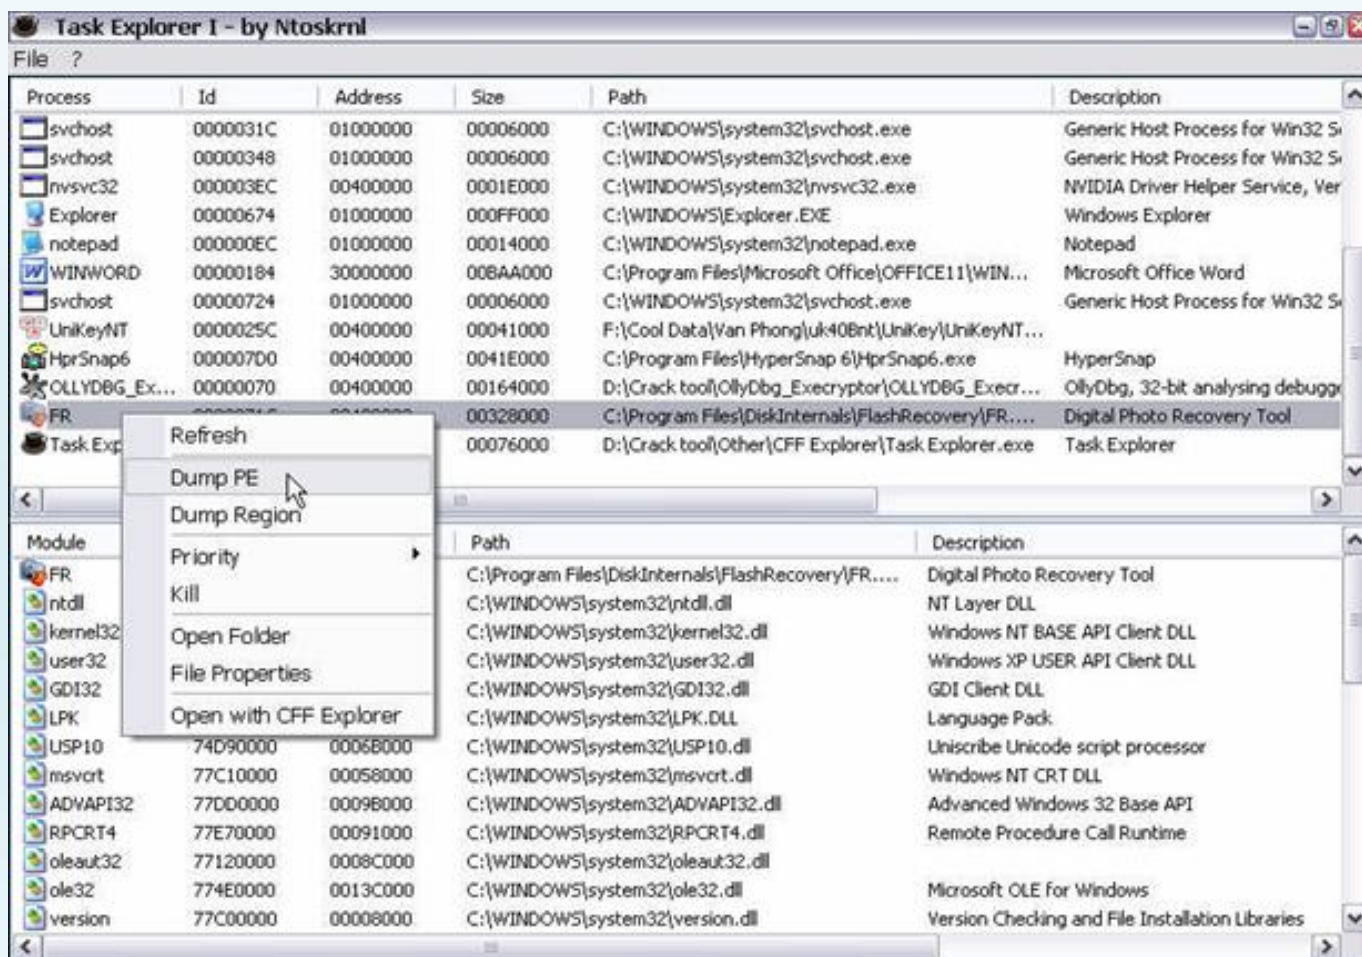 Task Explorer I - by Ntoskrnl
File ?
Process Id Address Size Path Description
svchost 0000031C 01000000 00006000 C:\WINDOWS\system32\svchost.exe Generic Host Process for Win32 S
svchost 00000348 01000000 00006000 C:\WINDOWS\system32\svchost.exe Generic Host Process for Win32 S
nvsvc32 000003EC 00400000 0001E000 C:\WINDOWS\system32\nvsvc32.exe NVIDIA Driver Helper Service, Ver
Explorer 00000674 01000000 000FF000 C:\WINDOWS\Explorer.EXE Windows Explorer
notepad 000000EC 01000000 00014000 C:\WINDOWS\system32\notepad.exe Notepad
WINWORD 00000184 30000000 00BAA000 C:\Program Files\Microsoft Office\OFFICE11\WIN... Microsoft Office Word
svchost 00000724 01000000 00006000 C:\WINDOWS\system32\svchost.exe Generic Host Process for Win32 S
UniKeyNT 0000025C 00400000 00041000 F:\Cool Data\Van Phong\uk40Bnt\UniKey\UniKeyNT...
HprSnap6 000007D0 00400000 0041E000 C:\Program Files\HyperSnap 6\HprSnap6.exe HyperSnap
OLLYDBG_Ex... 00000070 00400000 00164000 D:\Crack tool\OllyDbg_Execryptor\OLLYDBG_Execr... OllyDbg, 32-bit analysing debugg
FR 00328000 C:\Program Files\DiskInternals\FlashRecovery\FR.... Digital Photo Recovery Tool
Task Exp 00076000 D:\Crack tool\Other\CFF Explorer\Task Explorer.exe Task Explorer
Refresh
Dump PE
Dump Region
Priority
Kill
Open Folder
File Properties
Open with CFF Explorer
Module Path Description
FR C:\Program Files\DiskInternals\FlashRecovery\FR.... Digital Photo Recovery Tool
ntdll C:\WINDOWS\system32\ntdll.dll NT Layer DLL
kernel32 C:\WINDOWS\system32\kernel32.dll Windows NT BASE API Client DLL
user32 C:\WINDOWS\system32\user32.dll Windows XP USER API Client DLL
GDI32 C:\WINDOWS\system32\GDI32.dll GDI Client DLL
LPK C:\WINDOWS\system32\LPK.DLL Language Pack
USP10 74D90000 0006B000 C:\WINDOWS\system32\USP10.dll Uniscribe Unicode script processor
msvcrt 77C10000 00058000 C:\WINDOWS\system32\msvcrt.dll Windows NT CRT DLL
ADVAPI32 77DD0000 0009B000 C:\WINDOWS\system32\ADVAPI32.dll Advanced Windows 32 Base API
RPCRT4 77E70000 00091000 C:\WINDOWS\system32\RPCRT4.dll Remote Procedure Call Runtime
oleaut32 77120000 0008C000 C:\WINDOWS\system32\oleaut32.dll
ole32 774E0000 0013C000 C:\WINDOWS\system32\ole32.dll Microsoft OLE for Windows
version 77C00000 00008000 C:\WINDOWS\system32\version.dll Version Checking and File Installation Libraries